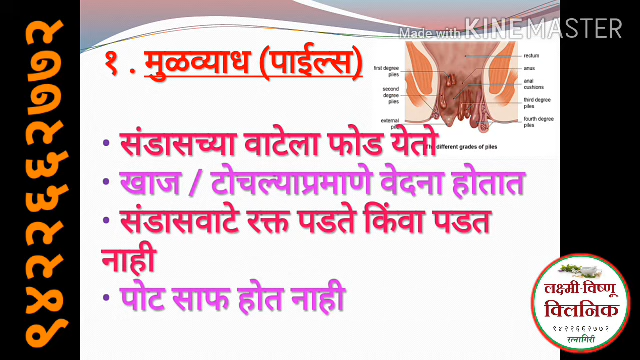 ९४२२६६२७७२
Made with KINEMASTER
१ . मुळव्याध (पाईल्स)
first degree piles
second degree piles
external piles
rectum
anus
anal cushions
third degree piles
fourth degree piles
The different grades of piles
• संडासच्या वाटेला फोड येतो
• खाज / टोचल्याप्रमाणे वेदना होतात
• संडासवाटे रक्त पडते किंवा पडत
नाही
• पोट साफ होत नाही
लक्ष्मी-विष्णू
क्लिनिक
९४२२६६२७७२
रत्नागिरी